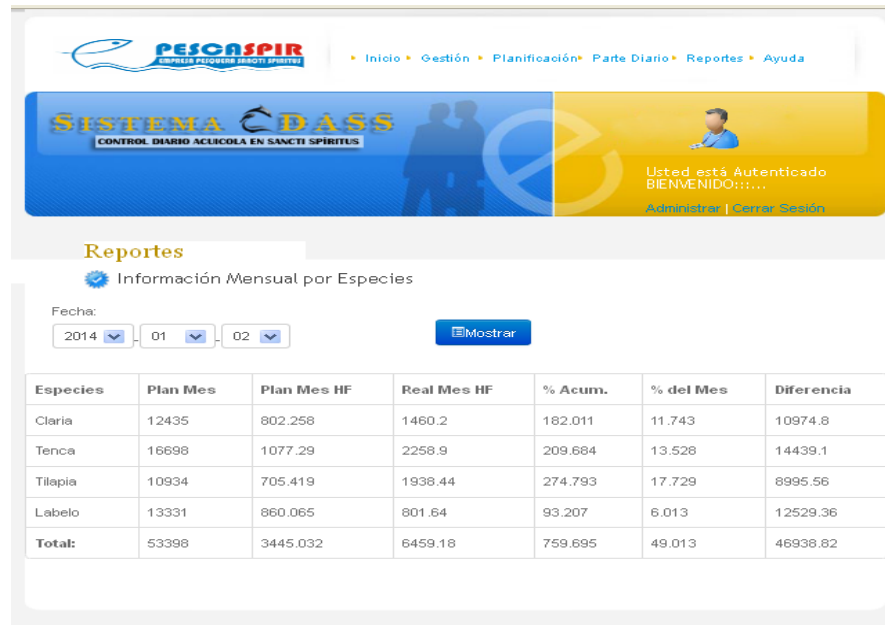 PESCASPIR
EMPRESA PESQUERA SANCTI SPIRITUS
Inicio Gestión Planificación Parte Diario Reportes Ayuda
SISTEMA CDASS
CONTROL DIARIO ACUICOLA EN SANCTI SPÍRITUS
Usted está Autenticado
BIENVENIDO:::...
Administrar | Cerrar Sesión
Reportes
Información Mensual por Especies
Fecha:
2014 - 01 - 02 Mostrar
Especies Plan Mes Plan Mes HF Real Mes HF % Acum. % del Mes Diferencia
Claria 12435 802.258 1460.2 182.011 11.743 10974.8
Tenca 16698 1077.29 2258.9 209.684 13.528 14439.1
Tilapia 10934 705.419 1938.44 274.793 17.729 8995.56
Labelo 13331 860.065 801.64 93.207 6.013 12529.36
Total: 53398 3445.032 6459.18 759.695 49.013 46938.82